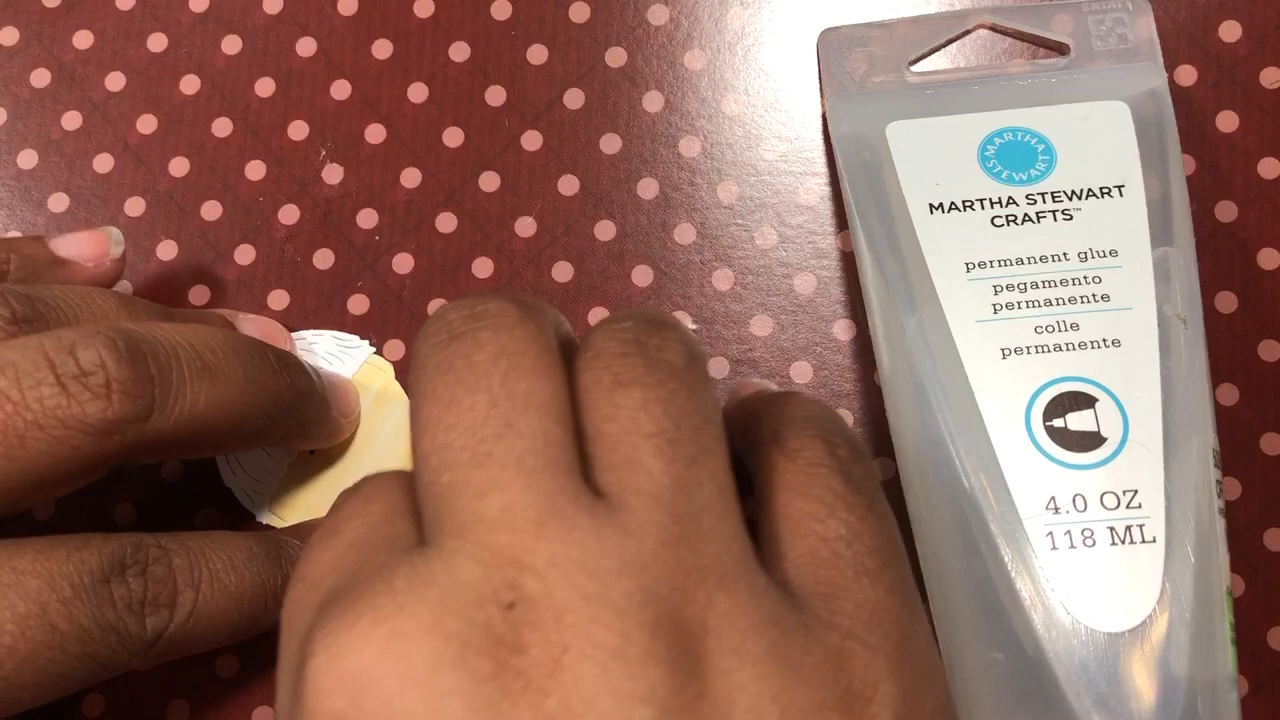 MARTHA
STEWART
MARTHA STEWART
CRAFTS™
permanent glue
pegamento
permanente
colle
permanente
4.0 OZ
118 ML